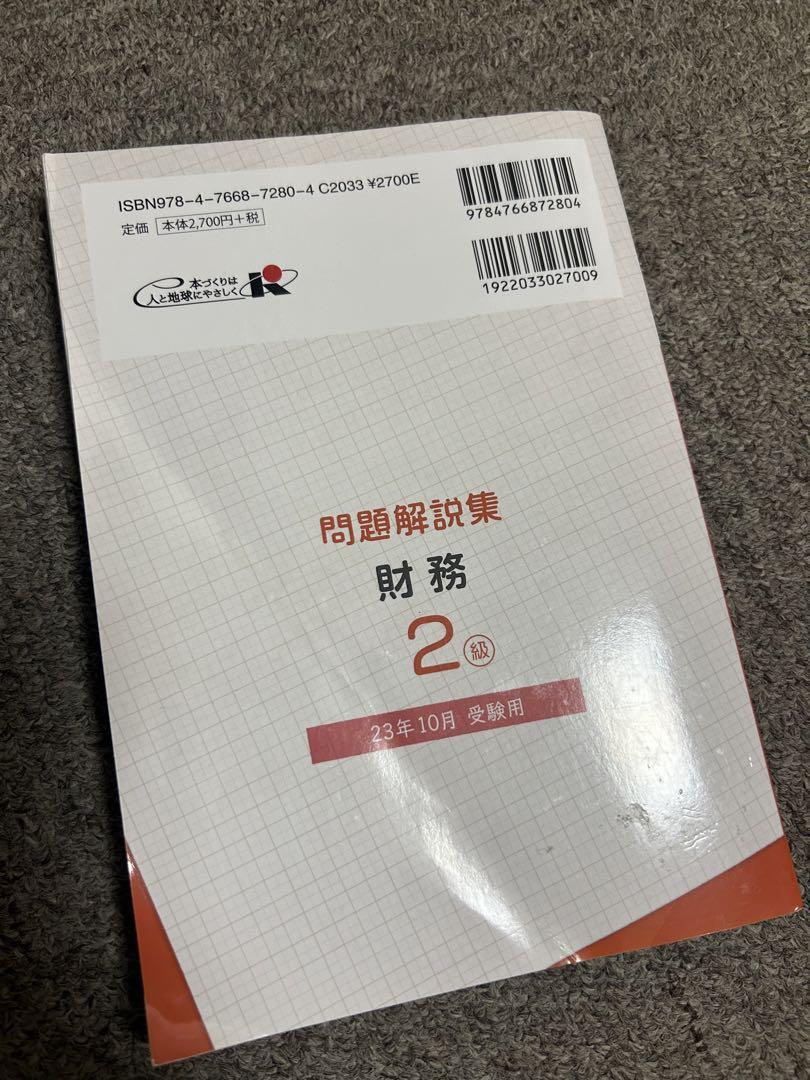 ISBN978-4-7668-7280-4 C2033 ¥2700E
定価 本体2,700円+税
9784766872804
1922033027009
本づくりは
人と地球にやさしく
問題解説集
財務
2級
23年10月 受験用